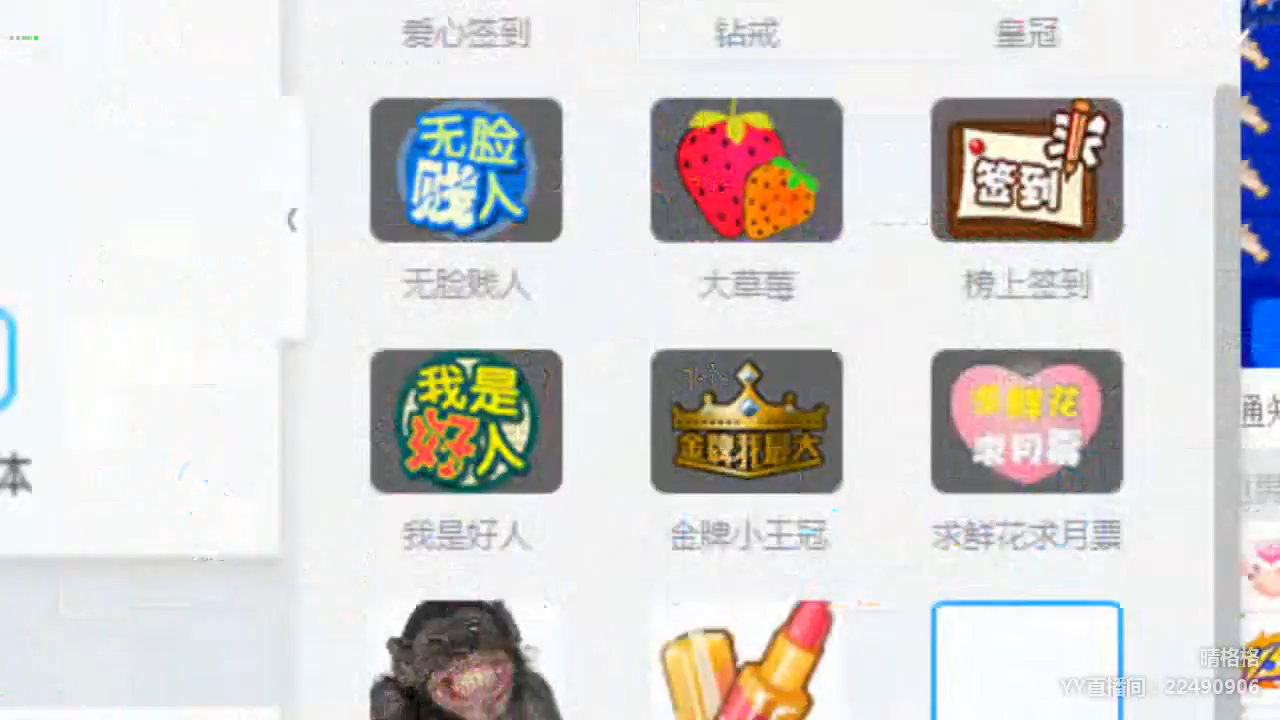 爱心签到
钻戒
皇冠
无脸
贱人
签到
无脸贱人
大草莓
榜上签到
我是
好人
金牌
最大
求鲜花
求月票
我是好人
金牌小王冠
求鲜花求月票
本
通知
晴格格
YY直播间：22490906